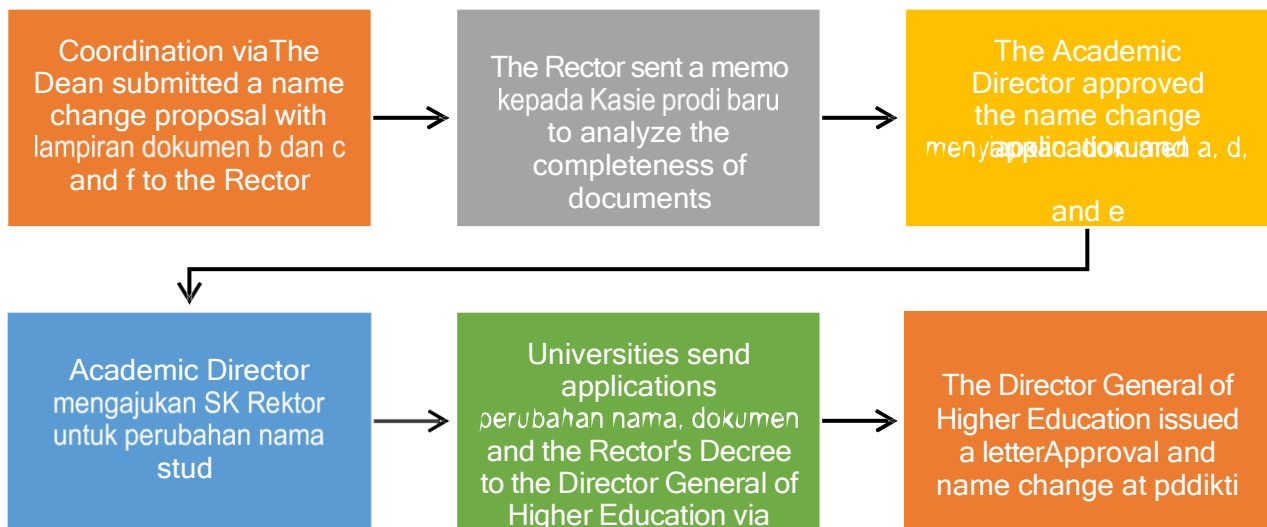 Coordination viaThe
Dean submitted a name
change proposal with
lampiran dokumen b dan c
and f to the Rector
The Rector sent a memo
kepada Kasie prodi baru
to analyze the
completeness of
documents
The Academic
Director approved
the name change
a, d,
and e
Academic Director
mengajukan SK Rektor
untuk perubahan nama
stud
Universities send
applications
perubahan nama, dokumen
and the Rector's Decree
to the Director General of
Higher Education via
The Director General of
Higher Education issued
a letterApproval and
name change at pddikti